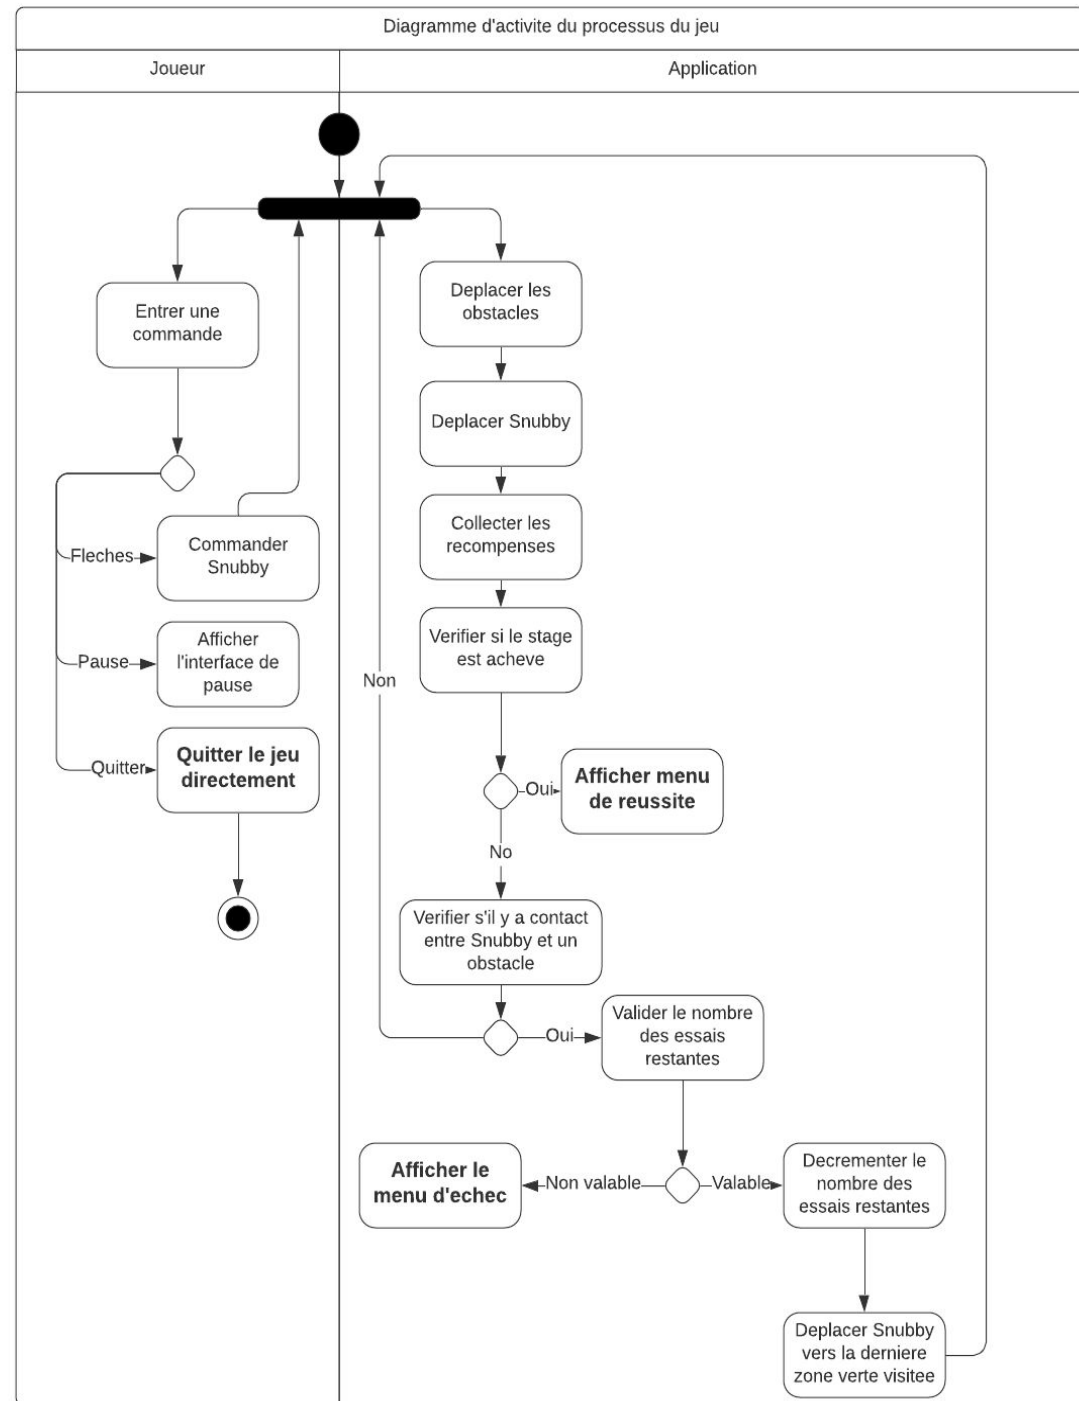 Diagramme d'activite du processus du jeu
Joueur
Application
Entrer une
commande
Fleches
Commander
Snubby
Pause
Afficher
l'interface de
pause
Quitter
Quitter le jeu
directement
Deplacer les
obstacles
Deplacer Snubby
Collecter les
recompenses
Verifier si le stage
est acheve
Non
Oui
Afficher menu
de reussite
No
Verifier s'il y a contact
entre Snubby et un
obstacle
Oui
Valider le nombre
des essais
restantes
Afficher le
menu d'echec
Non valable
Valable
Decrementer le
nombre des
essais restantes
Deplacer Snubby
vers la derniere
zone verte visitee